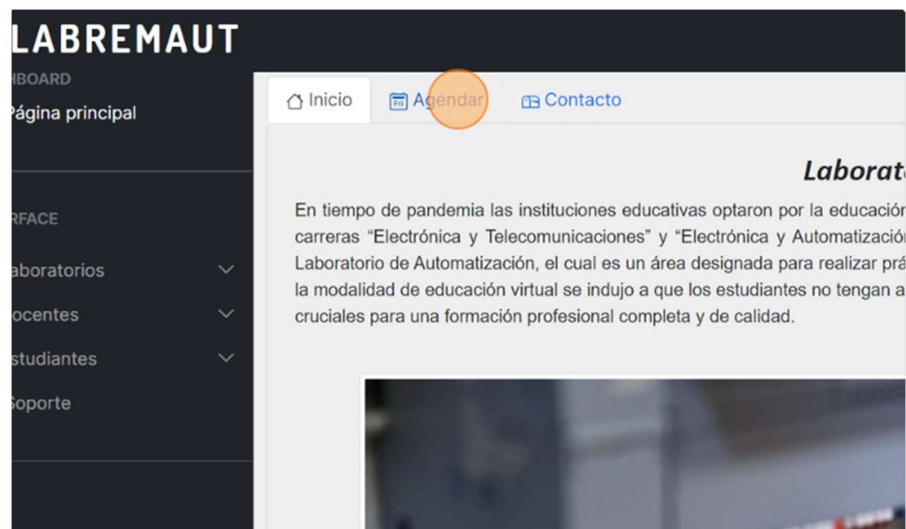 LABREMAUT
HBOARD
Página principal
RFACE
aboratorios
ocentes
studiantes
Soporte
Inicio
Agendar
Contacto
Laborat
En tiempo de pandemia las instituciones educativas optaron por la educación
carreras “Electrónica y Telecomunicaciones” y “Electrónica y Automatizació
Laboratorio de Automatización, el cual es un área designada para realizar prá
la modalidad de educación virtual se indujo a que los estudiantes no tengan a
cruciales para una formación profesional completa y de calidad.